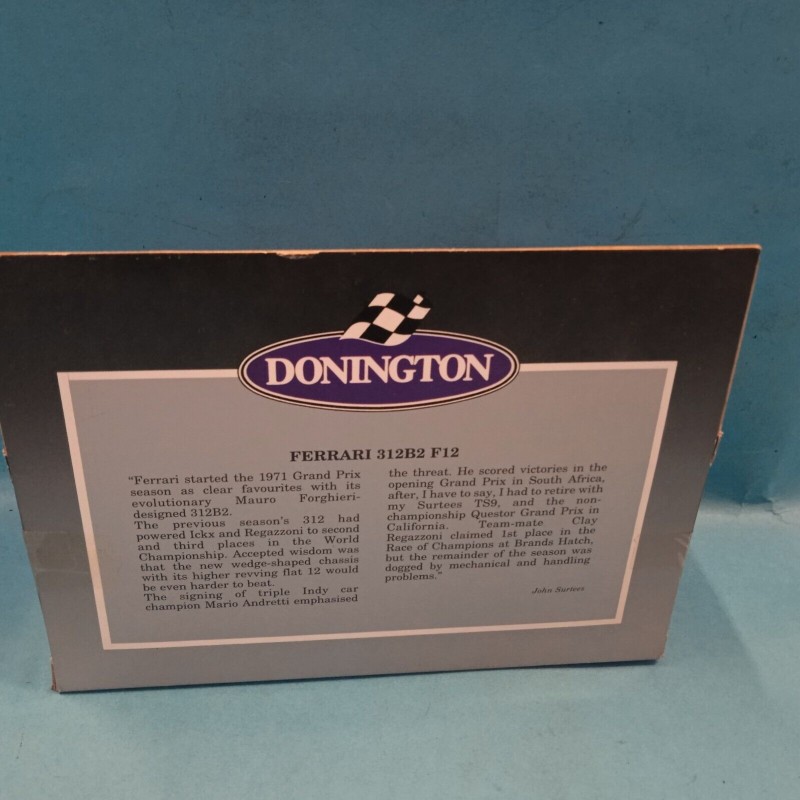 DONINGTON
FERRARI 312B2 F12
"Ferrari started the 1971 Grand Prix
season as clear favourites with its
evolutionary Mauro Forghieri-
designed 312B2.
The previous season's 312 had
powered Ickx and Regazzoni to second
and third places in the World
Championship. Accepted wisdom was
that the new wedge-shaped chassis
with its higher revving flat 12 would
be even harder to beat.
The signing of triple Indy car
champion Mario Andretti emphasised
the threat. He scored victories in the
opening Grand Prix in South Africa,
after, I have to say, I had to retire with
my Surtees TS9, and the non-
championship Questor Grand Prix in
California. Team-mate Clay
Regazzoni claimed 1st place in the
Race of Champions at Brands Hatch,
but the remainder of the season was
dogged by mechanical and handling
problems."
John Surtees